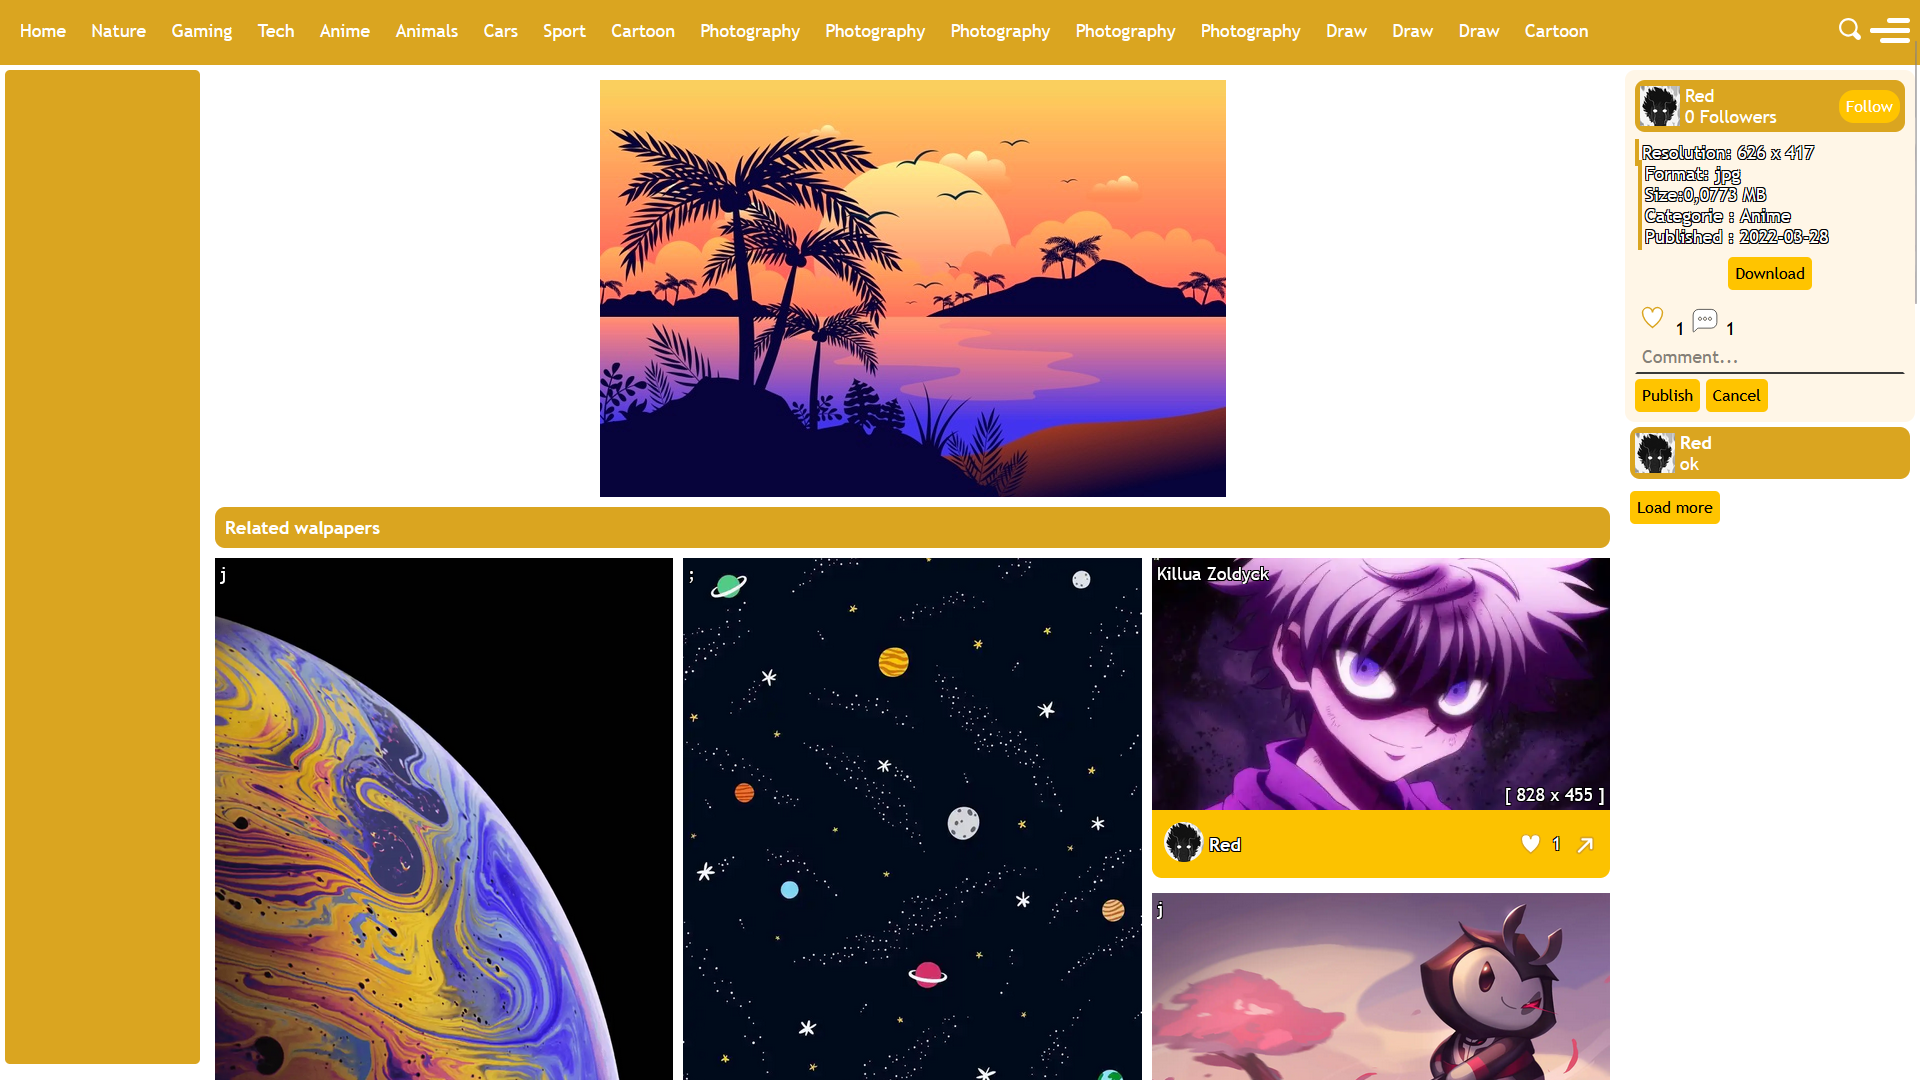 Home Nature Gaming Tech Anime Animals Cars Sport Cartoon Photography Photography Photography Photography Photography Draw Draw Draw Cartoon
Red
0 Followers
Follow
Resolution: 626 x 417
Format: jpg
Size:0,0773 MB
Categorie : Anime
Published : 2022-03-28
Download
1 1
Comment...
Publish Cancel
Red
ok
Load more
Related walpapers
j
;
Killua Zoldyck
[ 828 x 455 ]
Red 1
j